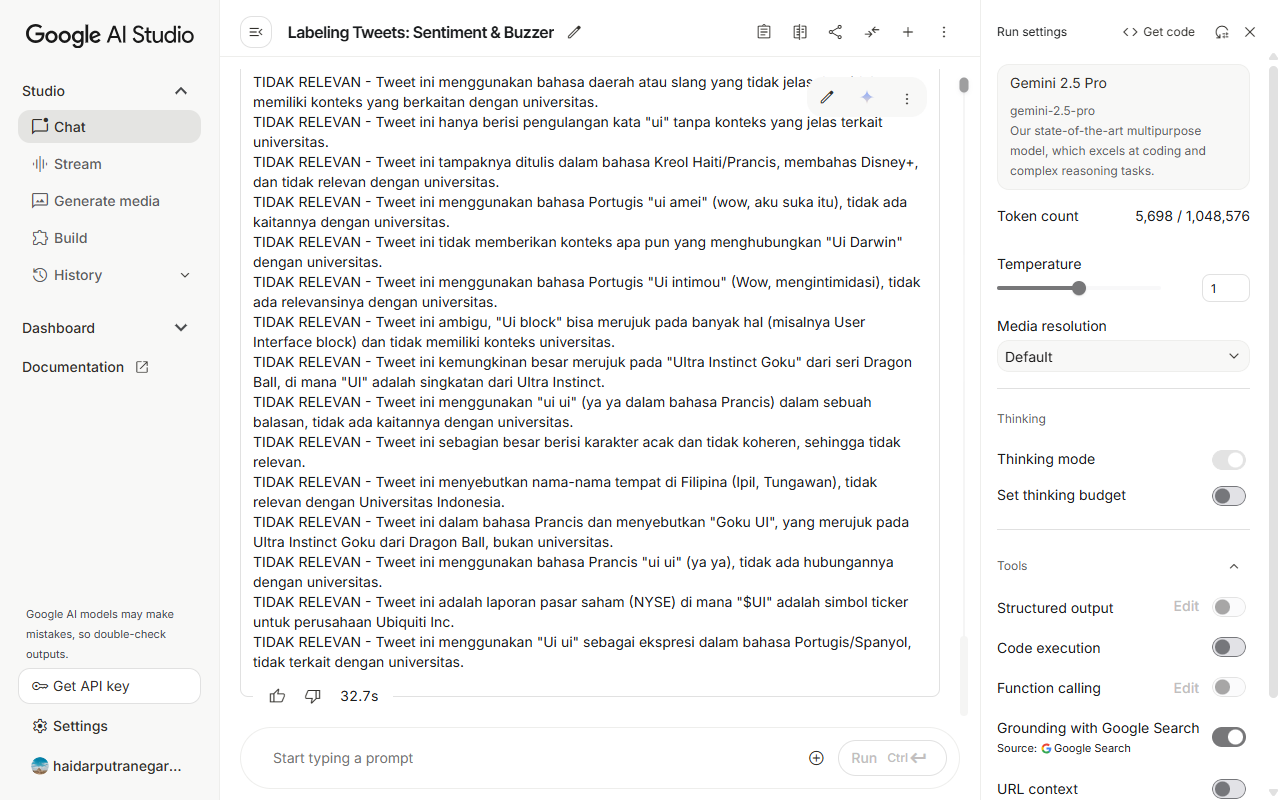 Google AI Studio
Studio
Chat
Stream
Generate media
Build
History
Dashboard
Documentation
Google AI models may make
mistakes, so double-check
outputs.
Get API key
Settings
haidarputranegar...
Labeling Tweets: Sentiment & Buzzer
TIDAK RELEVAN - Tweet ini menggunakan bahasa daerah atau slang yang tidak jelas
memiliki konteks yang berkaitan dengan universitas.
TIDAK RELEVAN - Tweet ini hanya berisi pengulangan kata "ui" tanpa konteks yang jelas terkait
universitas.
TIDAK RELEVAN - Tweet ini tampaknya ditulis dalam bahasa Kreol Haiti/Prancis, membahas Disney+,
dan tidak relevan dengan universitas.
TIDAK RELEVAN - Tweet ini menggunakan bahasa Portugis "ui amei" (wow, aku suka itu), tidak ada
kaitannya dengan universitas.
TIDAK RELEVAN - Tweet ini tidak memberikan konteks apa pun yang menghubungkan "Ui Darwin"
dengan universitas.
TIDAK RELEVAN - Tweet ini menggunakan bahasa Portugis "Ui intimou" (Wow, mengintimidasi), tidak
ada relevansinya dengan universitas.
TIDAK RELEVAN - Tweet ini ambigu, "Ui block" bisa merujuk pada banyak hal (misalnya User
Interface block) dan tidak memiliki konteks universitas.
TIDAK RELEVAN - Tweet ini kemungkinan besar merujuk pada "Ultra Instinct Goku" dari seri Dragon
Ball, di mana "UI" adalah singkatan dari Ultra Instinct.
TIDAK RELEVAN - Tweet ini menggunakan "ui ui" (ya ya dalam bahasa Prancis) dalam sebuah
balasan, tidak ada kaitannya dengan universitas.
TIDAK RELEVAN - Tweet ini sebagian besar berisi karakter acak dan tidak koheren, sehingga tidak
relevan.
TIDAK RELEVAN - Tweet ini menyebutkan nama-nama tempat di Filipina (Ipil, Tungawan), tidak
relevan dengan Universitas Indonesia.
TIDAK RELEVAN - Tweet ini dalam bahasa Prancis dan menyebutkan "Goku UI", yang merujuk pada
Ultra Instinct Goku dari Dragon Ball, bukan universitas.
TIDAK RELEVAN - Tweet ini menggunakan bahasa Prancis "ui ui" (ya ya), tidak ada hubungannya
dengan universitas.
TIDAK RELEVAN - Tweet ini adalah laporan pasar saham (NYSE) di mana "$UI" adalah simbol ticker
untuk perusahaan Ubiquiti Inc.
TIDAK RELEVAN - Tweet ini menggunakan "Ui ui" sebagai ekspresi dalam bahasa Portugis/Spanyol,
tidak terkait dengan universitas.
32.7s
Start typing a prompt
Run Ctrl
Run settings
Get code
Gemini 2.5 Pro
gemini-2.5-pro
Our state-of-the-art multipurpose
model, which excels at coding and
complex reasoning tasks.
Token count 5,698 / 1,048,576
Temperature
1
Media resolution
Default
Thinking
Thinking mode
Set thinking budget
Tools
Structured output Edit
Code execution
Function calling Edit
Grounding with Google Search
Source: Google Search
URL context